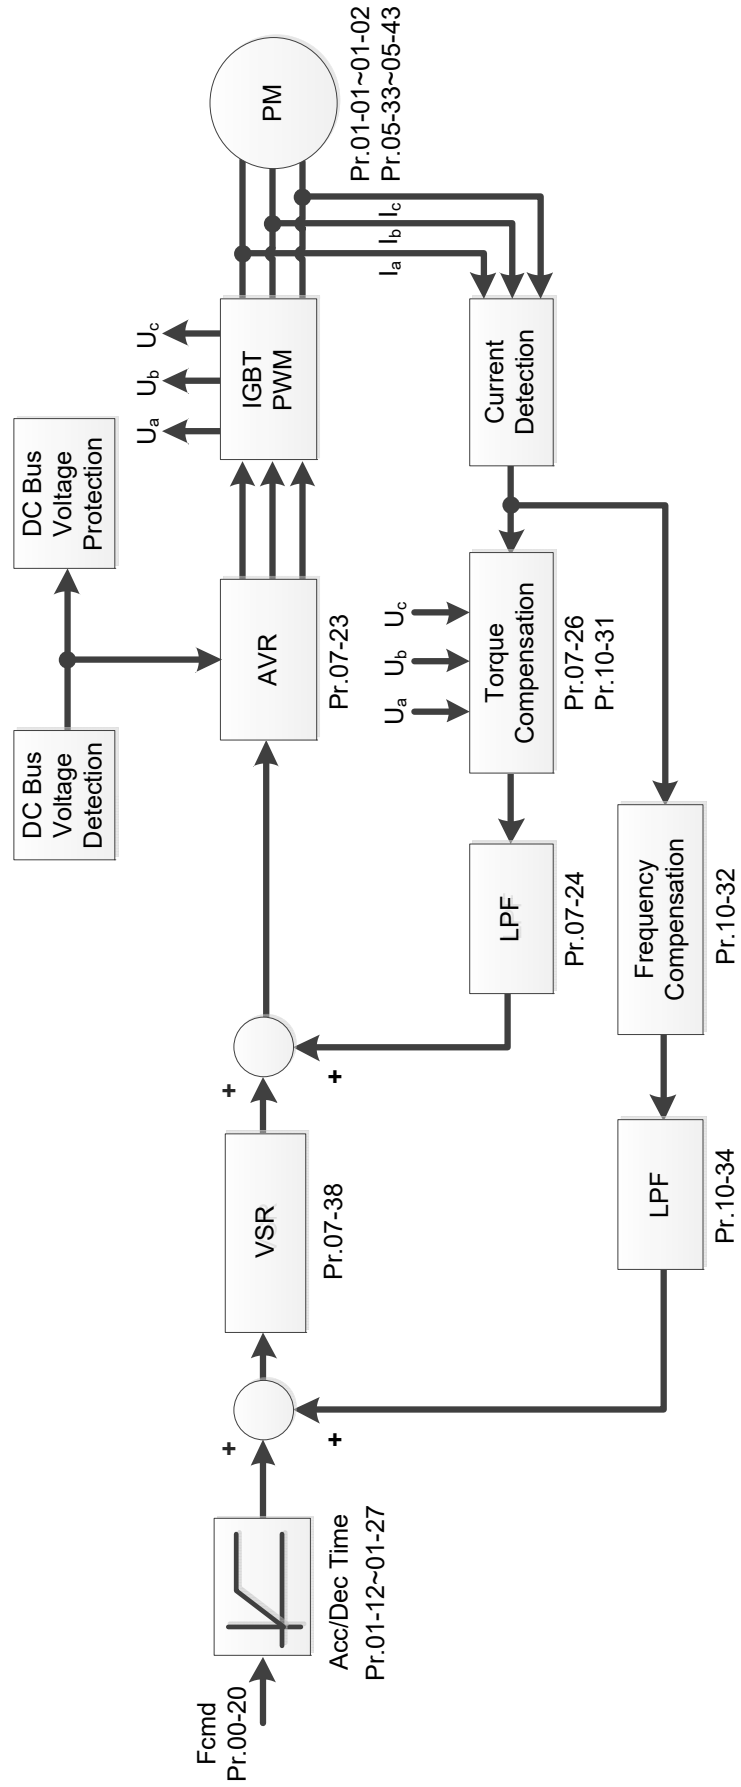 Fcmd
Pr.00-20
Acc/Dec Time
Pr.01-12~01-27
+
+
VSR
Pr.07-38
+
+
DC Bus
Voltage
Detection
DC Bus
Voltage
Protection
AVR
Pr.07-23
Ua
Ub
Uc
IGBT
PWM
PM
Pr.01-01~01-02
Pr.05-33~05-43
Ia
Ib
Ic
Current
Detection
Ua
Ub
Uc
Torque
Compensation
Pr.07-26
Pr.10-31
LPF
Pr.07-24
Frequency
Compensation
Pr.10-32
LPF
Pr.10-34